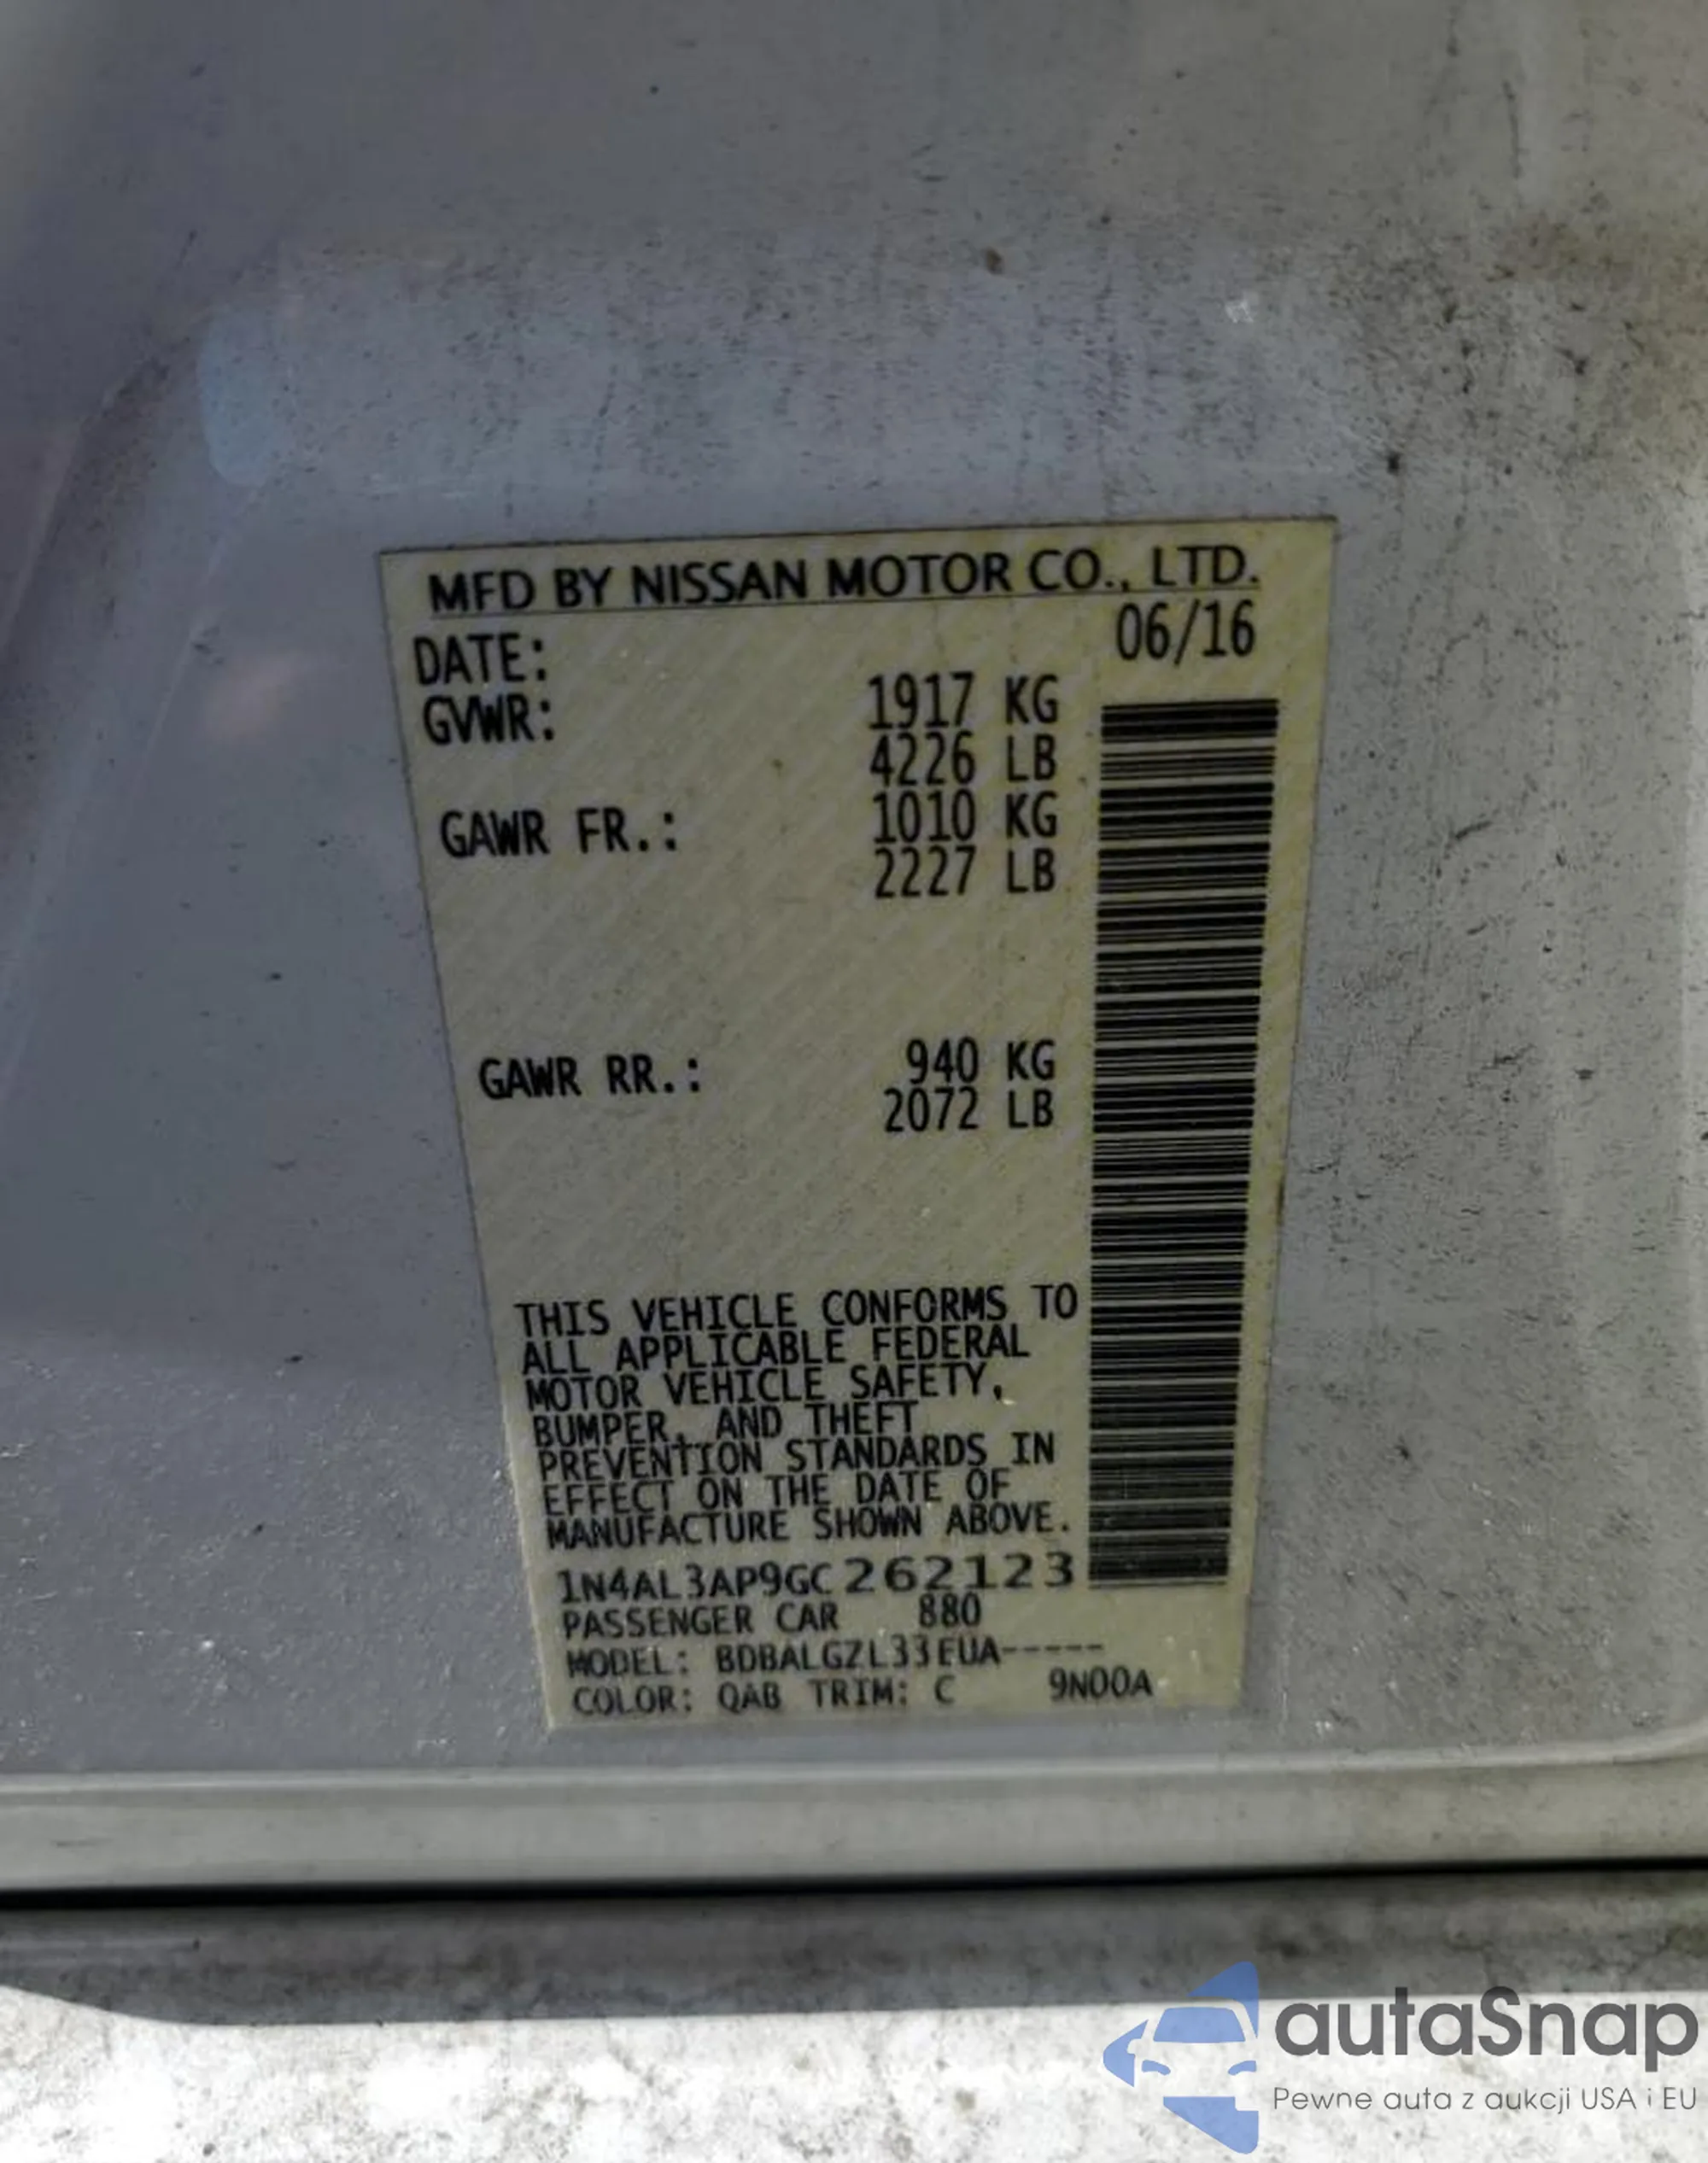 MFD BY NISSAN MOTOR CO., LTD.
DATE: 06/16
GVWR: 1917 KG
4226 LB
GAWR FR.: 1010 KG
2227 LB
GAWR RR.: 940 KG
2072 LB
THIS VEHICLE CONFORMS TO
ALL APPLICABLE FEDERAL
MOTOR VEHICLE SAFETY,
BUMPER, AND THEFT
PREVENTION STANDARDS IN
EFFECT ON THE DATE OF
MANUFACTURE SHOWN ABOVE.
1N4AL3AP9GC262123
PASSENGER CAR 880
MODEL: BDBALGZL33EUA-----
COLOR: QAB TRIM: C 9N00A
autaSnap
Pewne auta z aukcji USA i EU